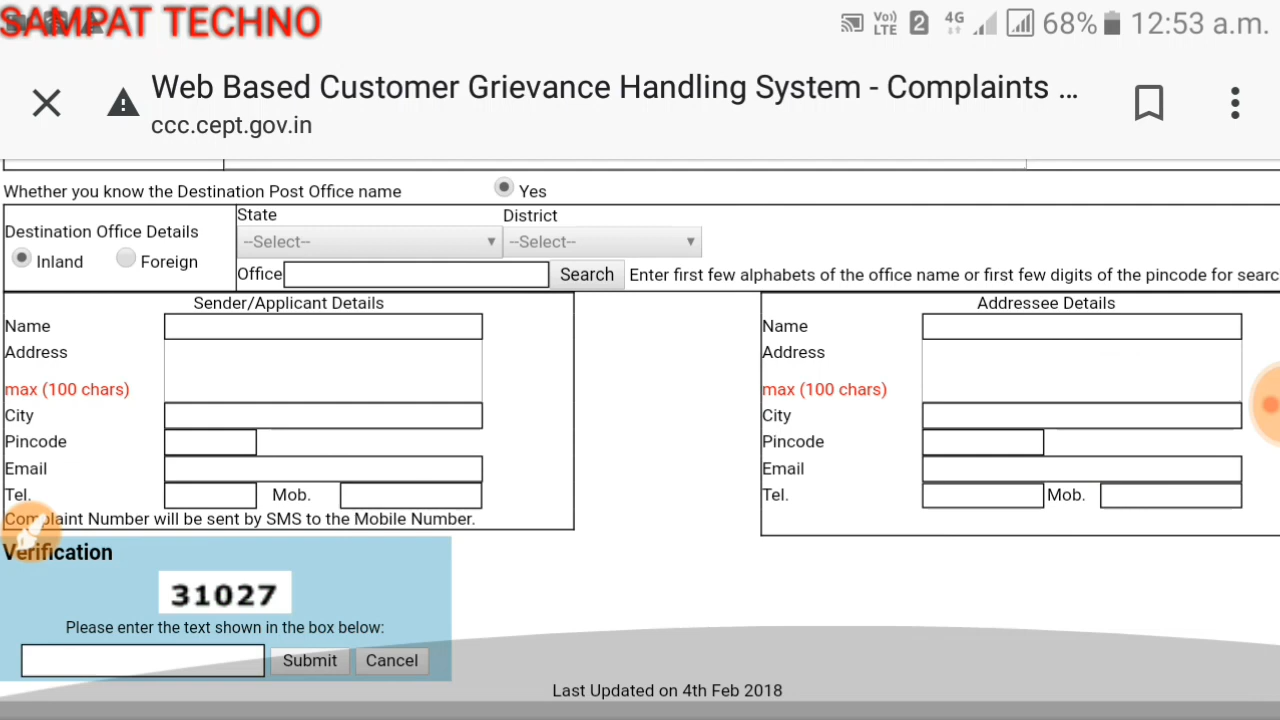 SAMPAT TECHNO
Vo)) LTE 2 4G 68% 12:53 a.m.
Web Based Customer Grievance Handling System - Complaints ...
ccc.cept.gov.in
Whether you know the Destination Post Office name Yes
Destination Office Details
Inland Foreign
State District
--Select-- --Select--
Office Search Enter first few alphabets of the office name or first few digits of the pincode for searc
Sender/Applicant Details
Name
Address
max (100 chars)
City
Pincode
Email
Tel. Mob.
Complaint Number will be sent by SMS to the Mobile Number.
Addressee Details
Name
Address
max (100 chars)
City
Pincode
Email
Tel. Mob.
Verification
31027
Please enter the text shown in the box below:
Submit Cancel
Last Updated on 4th Feb 2018